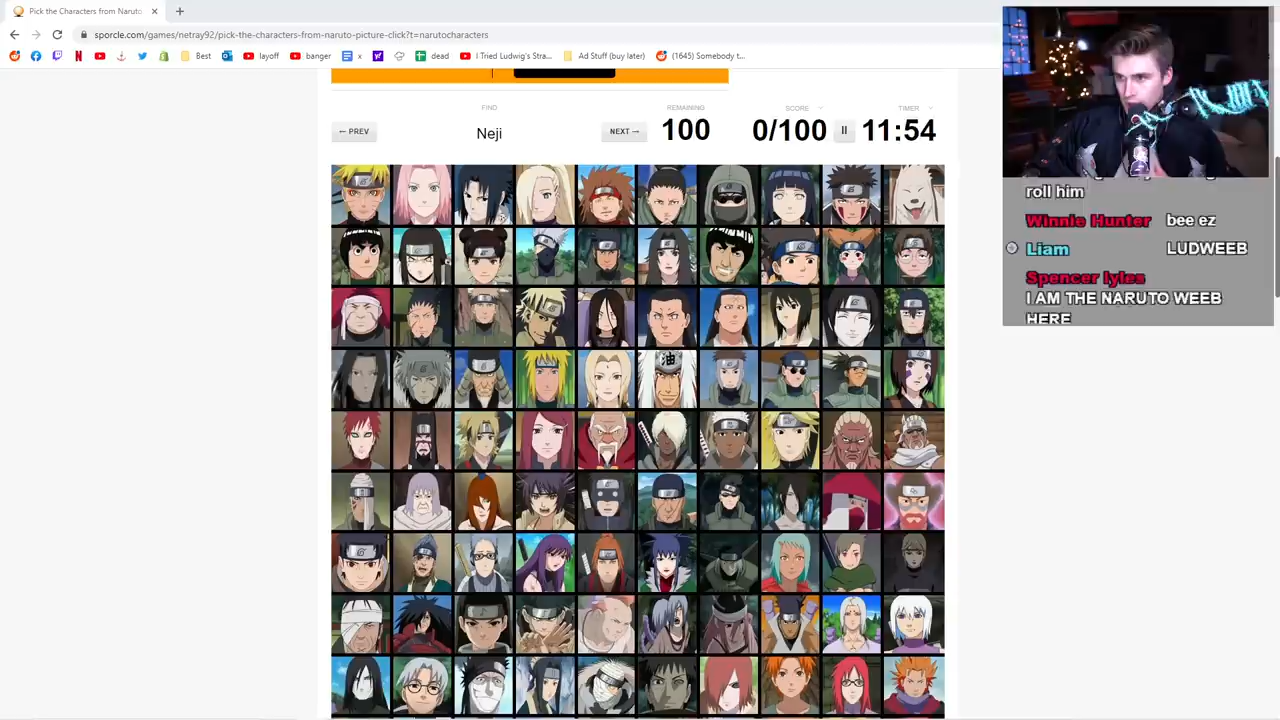 Pick the Characters from Naruto
sporcle.com/games/netray92/pick-the-characters-from-naruto-picture-click?t=narutocharacters
Best
layoff
banger
x
dead
I Tried Ludwig's Stra...
Ad Stuff (buy later)
(1645) Somebody t...
FIND
REMAINING
SCORE
TIMER
← PREV
Neji
NEXT →
100
0/100
11:54
roll him
Winnie Hunter bee ez
Liam LUDWEEB
Spencer lyles
I AM THE NARUTO WEEB
HERE
油